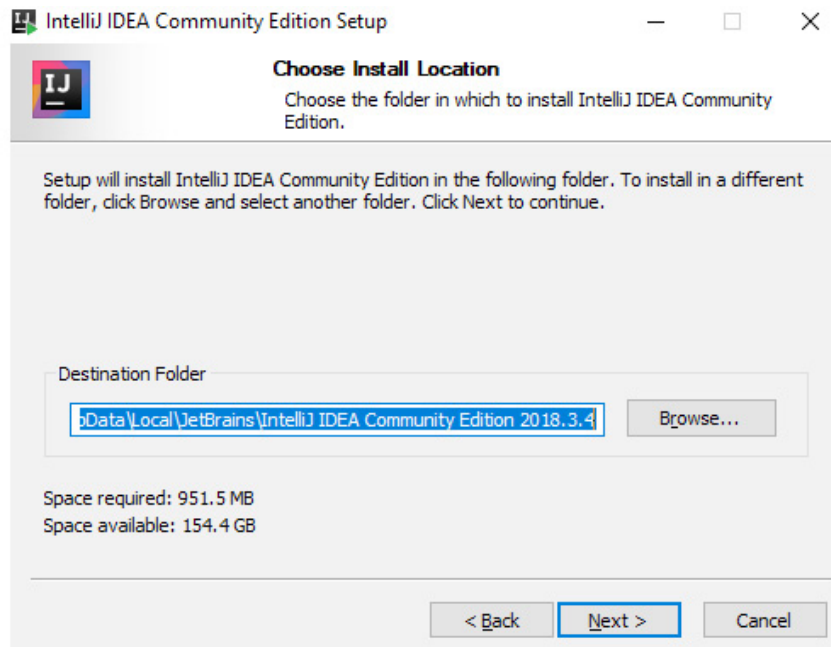 IntelliJ IDEA Community Edition Setup
IJ
Choose Install Location
Choose the folder in which to install IntelliJ IDEA Community
Edition.
Setup will install IntelliJ IDEA Community Edition in the following folder. To install in a different
folder, click Browse and select another folder. Click Next to continue.
Destination Folder
pData\Local\JetBrains\IntelliJ IDEA Community Edition 2018.3.4
Browse...
Space required: 951.5 MB
Space available: 154.4 GB
< Back
Next >
Cancel